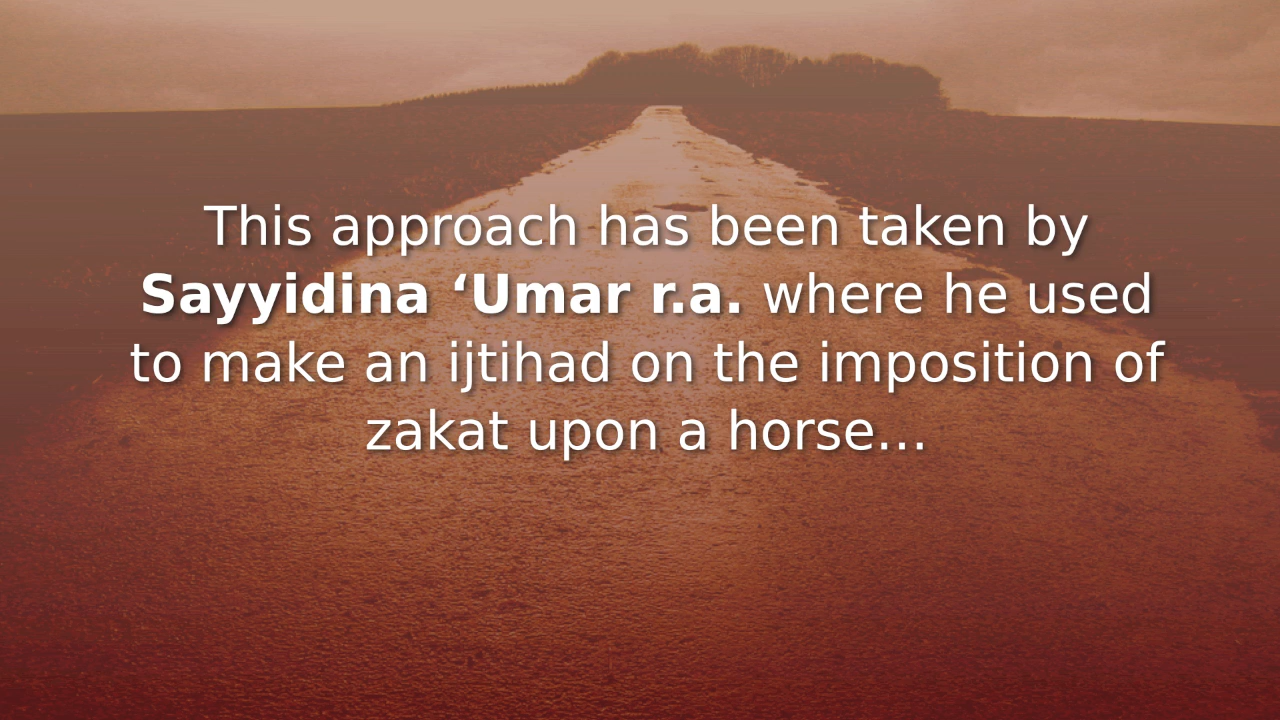 This approach has been taken by
Sayyidina ‘Umar r.a. where he used
to make an ijtihad on the imposition of
zakat upon a horse…